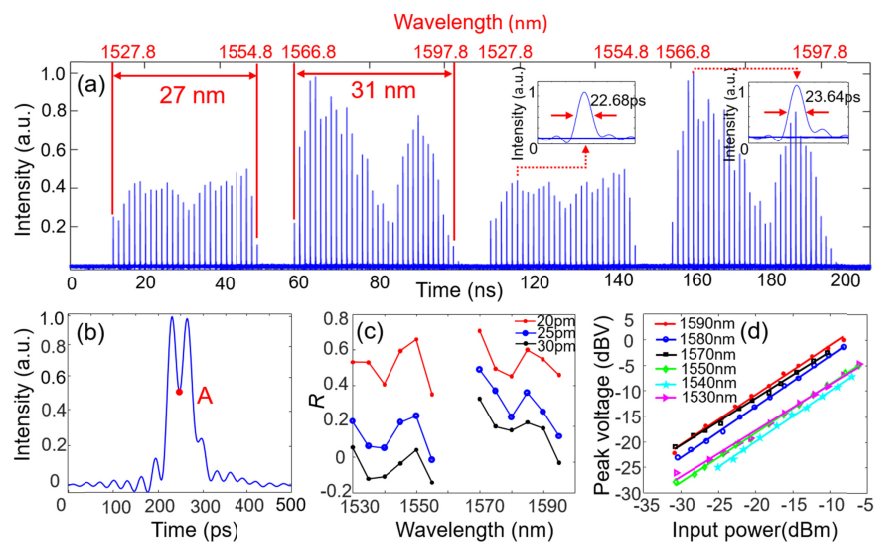 Wavelength (nm)
1527.8 1554.8 1566.8 1597.8 1527.8 1554.8 1566.8 1597.8
(a)
27 nm
31 nm
Intensity (a.u.)
1
0
22.68ps
Intensity (a.u.)
1
0
23.64ps
Intensity (a.u.)
1.0
0.8
0.6
0.4
0.2
0 20 40 60 80 100 120 140 160 180 200
Time (ns)
(b)
A
Intensity (a.u.)
1.0
0.8
0.6
0.4
0.2
0
0 100 200 300 400 500
Time (ps)
(c)
20pm
25pm
30pm
R
0.8
0.6
0.4
0.2
0
0.2
1530 1550 1570 1590
Wavelength (nm)
(d)
1590nm
1580nm
1570nm
1550nm
1540nm
1530nm
Peak voltage (dBV)
5
0
-5
-10
-15
-20
-25
-30
-35 -30 -25 -20 -15 -10 -5
Input power(dBm)